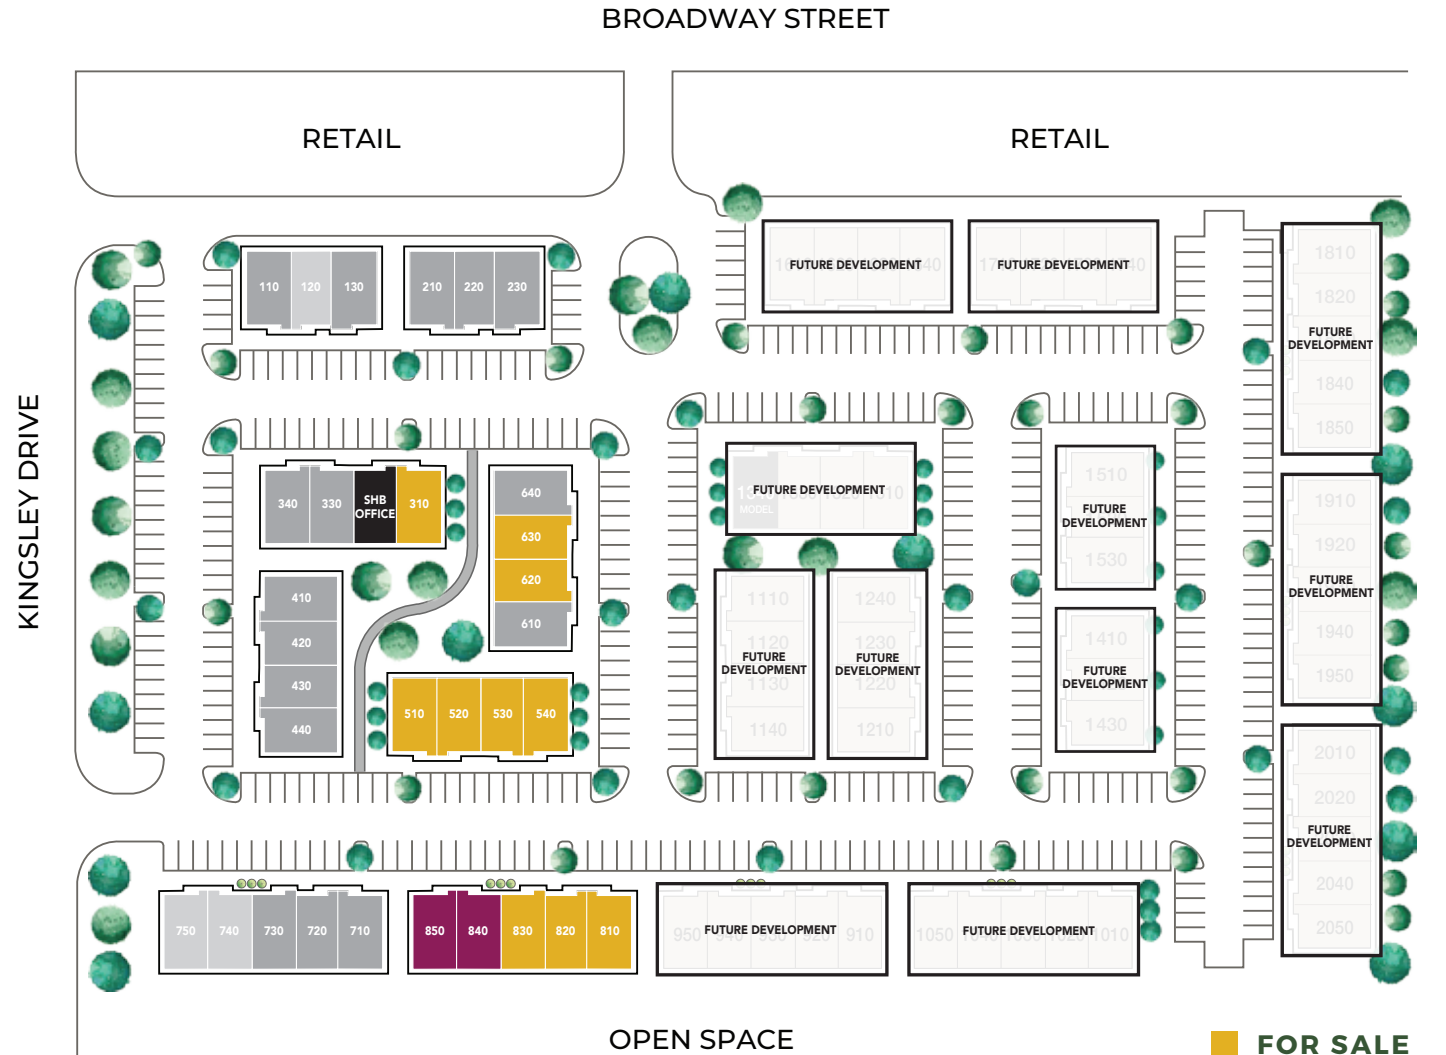 BROADWAY STREET
RETAIL
RETAIL
KINGSLEY DRIVE
110
120
130
210
220
230
FUTURE DEVELOPMENT
FUTURE DEVELOPMENT
1810
1820
FUTURE
DEVELOPMENT
1840
1850
340
330
SHB
OFFICE
310
640
630
620
610
410
420
430
440
510
520
530
540
FUTURE DEVELOPMENT
MODEL
1110
1120
FUTURE
DEVELOPMENT
1130
1140
1240
1230
FUTURE
DEVELOPMENT
1220
1210
1510
FUTURE
DEVELOPMENT
1530
1410
FUTURE
DEVELOPMENT
1430
1910
1920
FUTURE
DEVELOPMENT
1940
1950
2010
2020
FUTURE
DEVELOPMENT
2040
2050
750
740
730
720
710
850
840
830
820
810
950
FUTURE DEVELOPMENT
910
1050
FUTURE DEVELOPMENT
1010
OPEN SPACE
FOR SALE